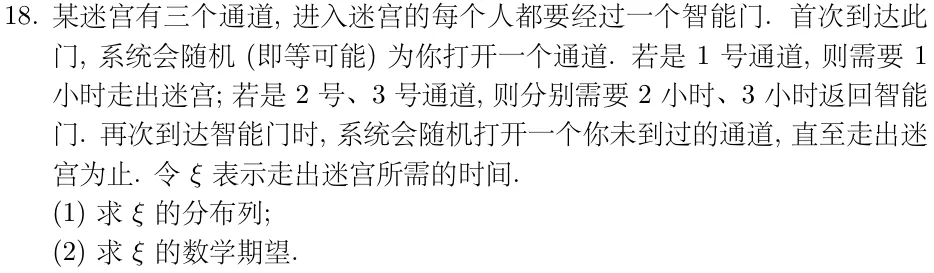 18. 某迷宫有三个通道, 进入迷宫的每个人都要经过一个智能门. 首次到达此
门, 系统会随机 (即等可能) 为你打开一个通道. 若是 1 号通道, 则需要 1
小时走出迷宫; 若是 2 号、3 号通道, 则分别需要 2 小时、3 小时返回智能
门. 再次到达智能门时, 系统会随机打开一个你未到过的通道, 直至走出迷
宫为止. 令 ξ 表示走出迷宫所需的时间.
(1) 求 ξ 的分布列;
(2) 求 ξ 的数学期望.